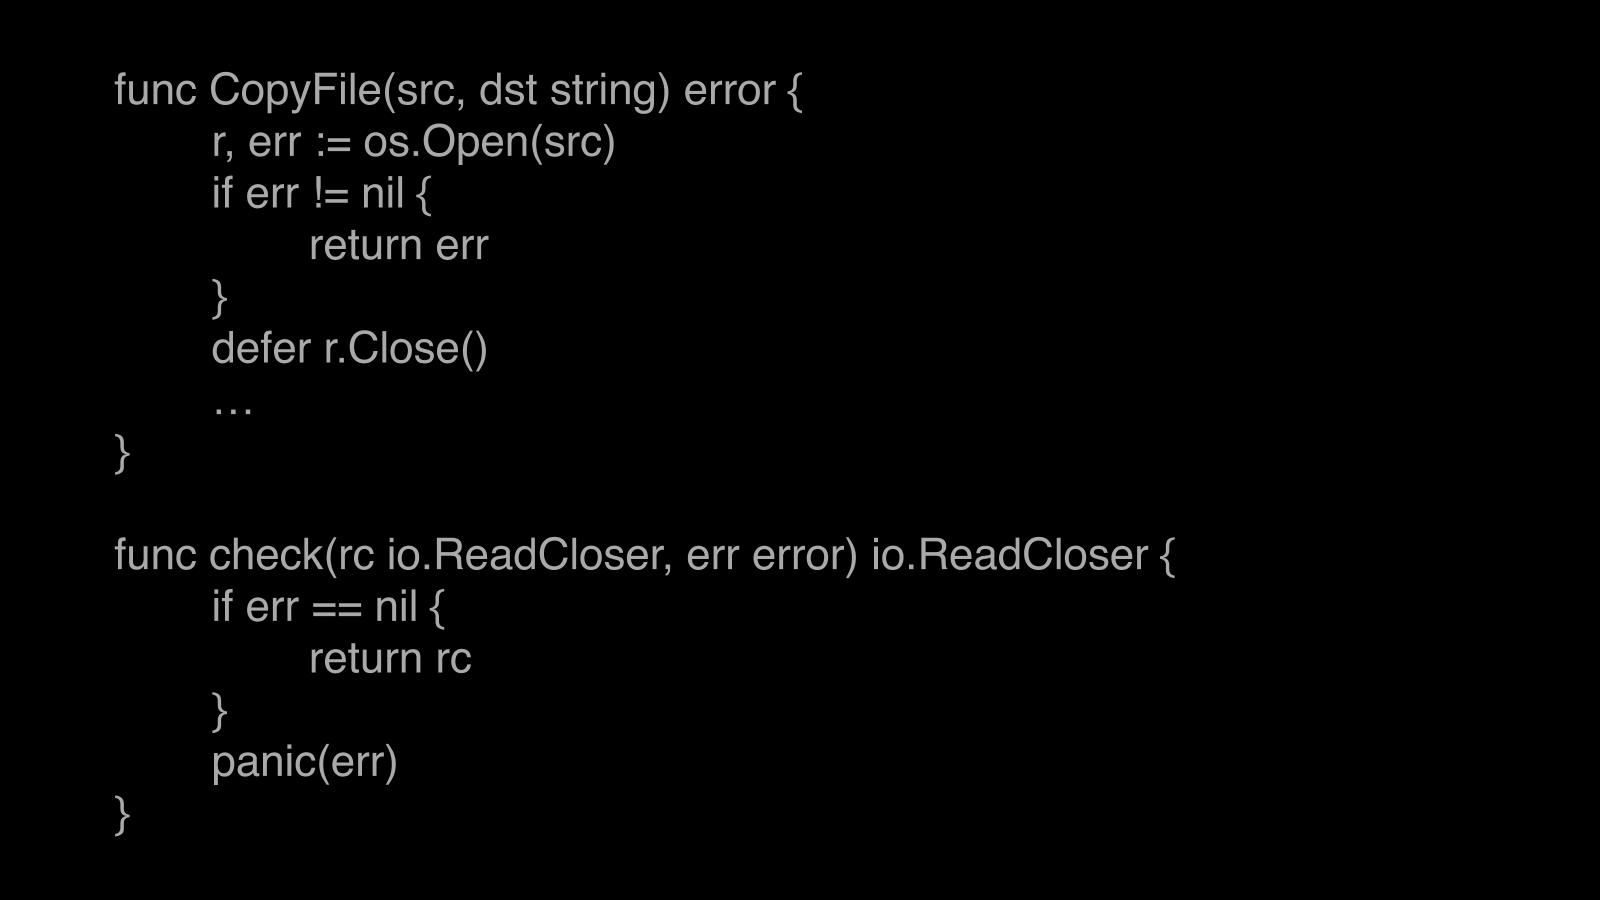 func CopyFile(src, dst string) error {
r, err := os.Open(src)
if err != nil {
return err
}
defer r.Close()
…
}
func check(rc io.ReadCloser, err error) io.ReadCloser {
if err == nil {
return rc
}
panic(err)
}